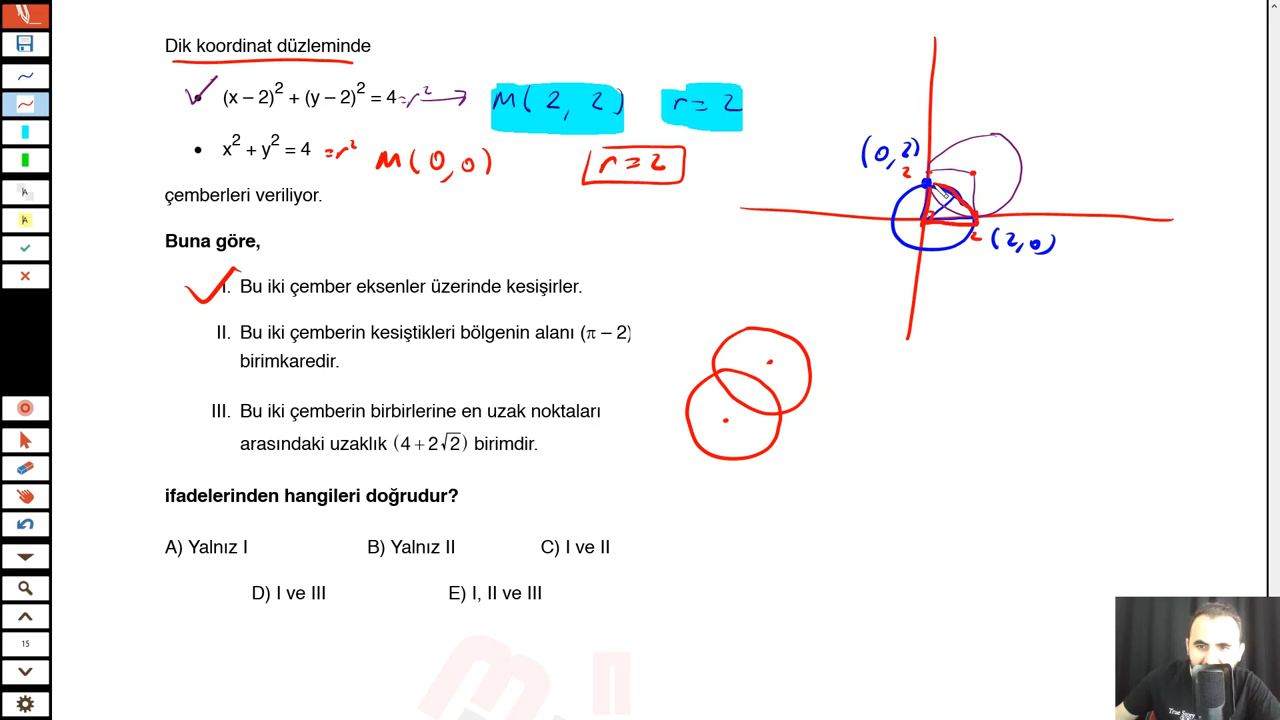 Dik koordinat düzleminde
• (x – 2)² + (y – 2)² = 4 = r² → M(2, 2) r = 2
• x² + y² = 4 = r² M(0,0) r = 2
çemberleri veriliyor.
Buna göre,
I. Bu iki çember eksenler üzerinde kesişirler.
II. Bu iki çemberin kesiştikleri bölgenin alanı (π – 2)
birimkaredir.
III. Bu iki çemberin birbirlerine en uzak noktaları
arasındaki uzaklık (4 + 2√2) birimdir.
ifadelerinden hangileri doğrudur?
A) Yalnız I B) Yalnız II C) I ve II
D) I ve III E) I, II ve III
(0,2)
2
2 (2,0)
15